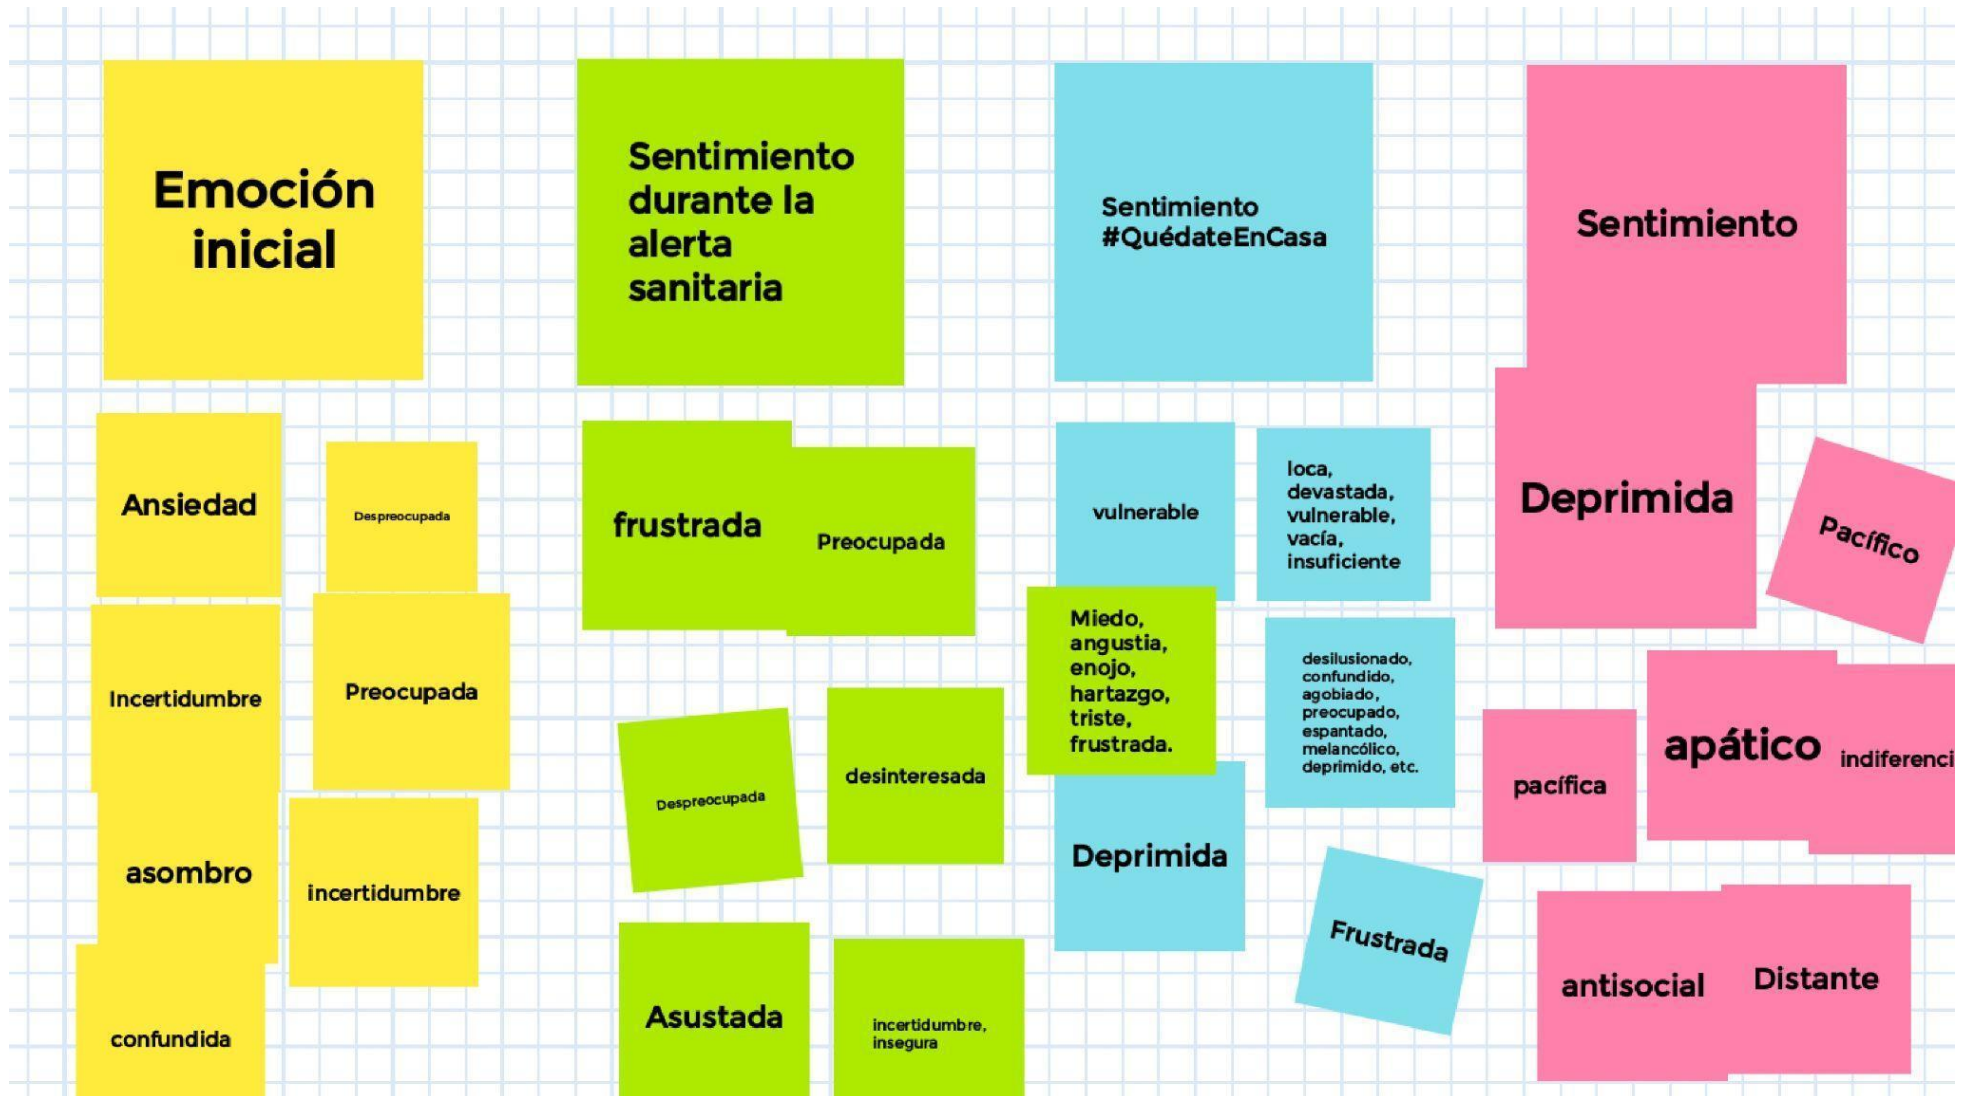 Emoción
inicial
Ansiedad
Despreocupada
Incertidumbre
Preocupada
asombro
incertidumbre
confundida
Sentimiento
durante la
alerta
sanitaria
frustrada
Preocupada
Despreocupada
desinteresada
Asustada
incertidumbre,
insegura
Sentimiento
#QuédateEnCasa
vulnerable
loca,
devastada,
vulnerable,
vacía,
insuficiente
Miedo,
angustia,
enojo,
hartazgo,
triste,
frustrada.
desilusionado,
confundido,
agobiado,
preocupado,
espantado,
melancólico,
deprimido, etc.
Deprimida
Frustrada
Sentimiento
Deprimida
Pacífico
pacífica
apático
indiferenci
antisocial
Distante